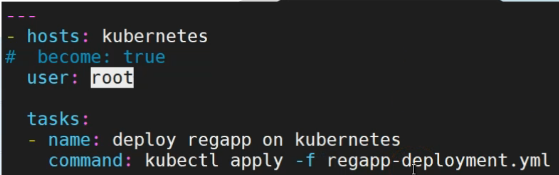 ---
- hosts: kubernetes
#  become: true
  user: root

  tasks:
  - name: deploy regapp on kubernetes
    command: kubectl apply -f regapp-deployment.yml